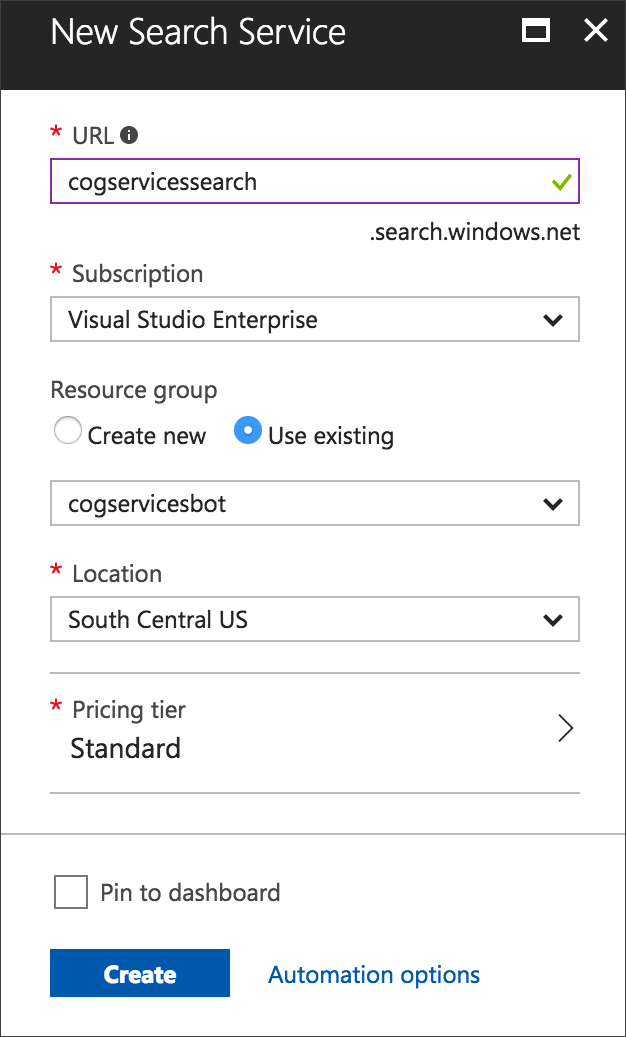 New Search Service
* URL
cogservicessearch
.search.windows.net
* Subscription
Visual Studio Enterprise
Resource group
Create new Use existing
cogservicesbot
* Location
South Central US
* Pricing tier
Standard
Pin to dashboard
Create Automation options